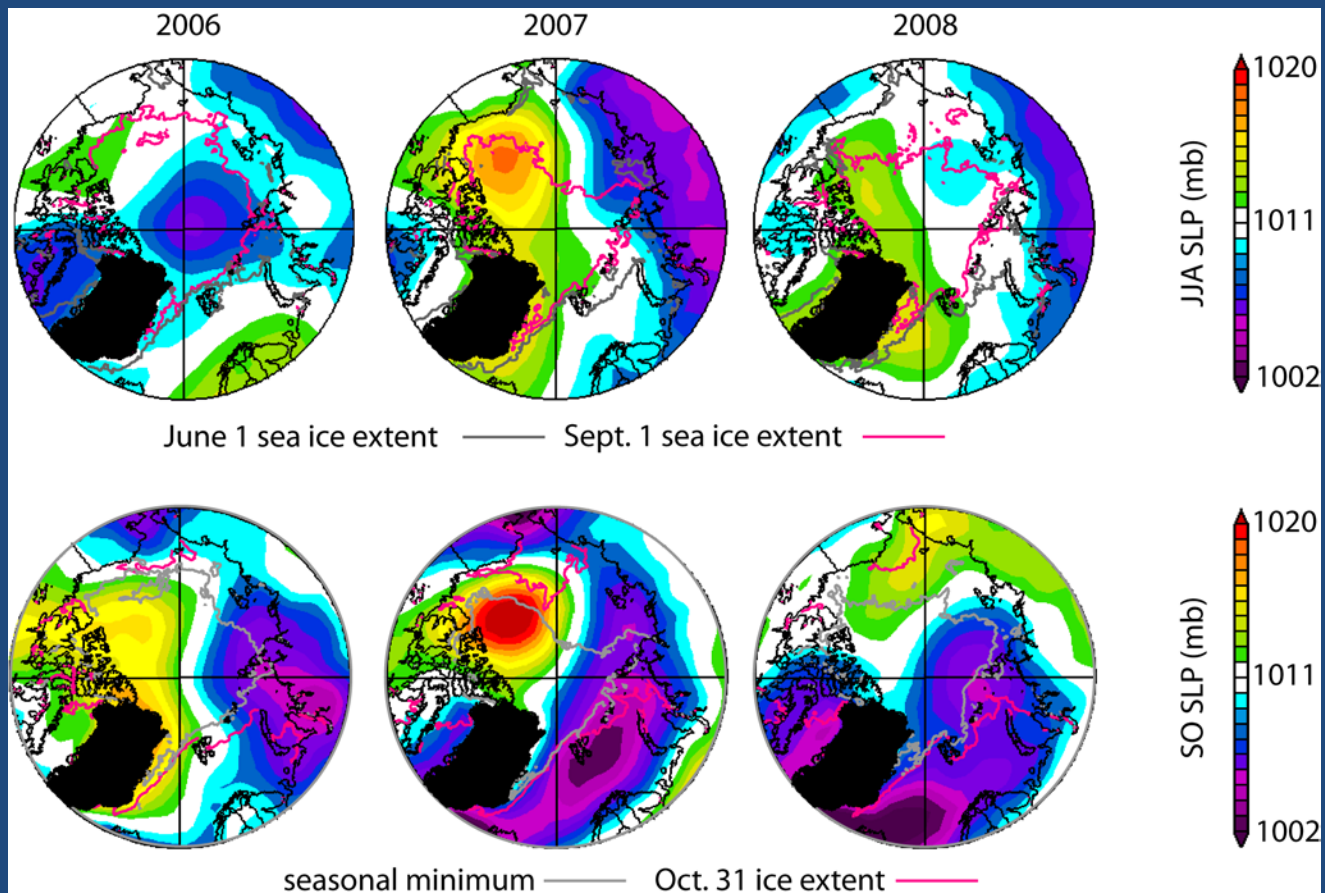 2006 2007 2008
1020
1011
1002
JJA SLP (mb)
June 1 sea ice extent Sept. 1 sea ice extent
1020
1011
1002
SO SLP (mb)
seasonal minimum Oct. 31 ice extent